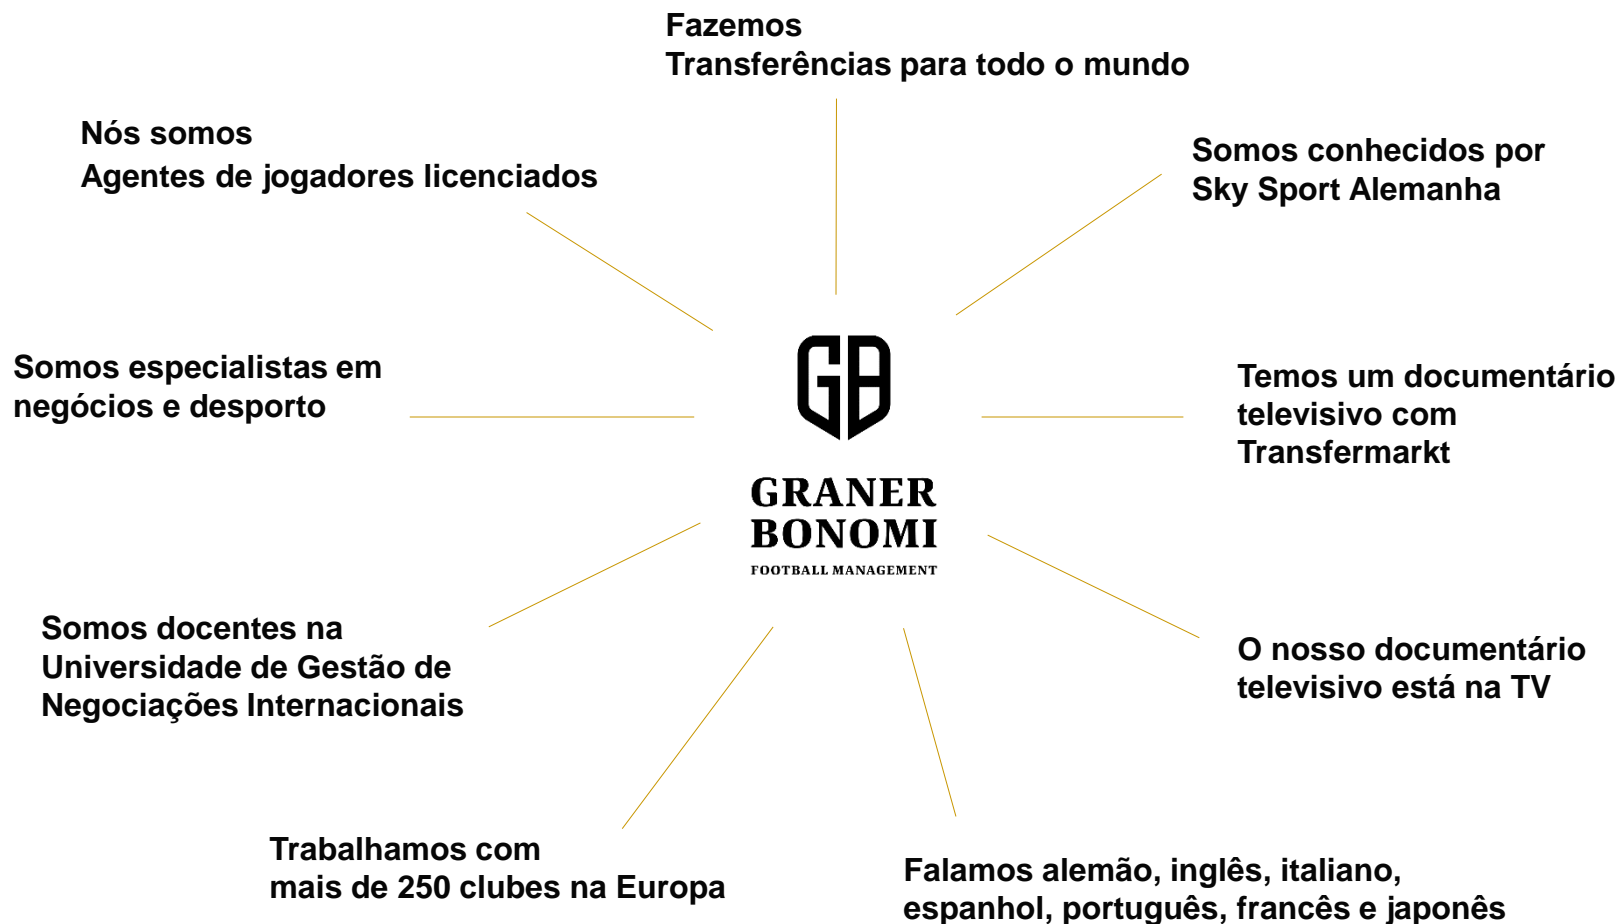 Fazemos
Transferências para todo o mundo
Nós somos
Agentes de jogadores licenciados
Somos conhecidos por
Sky Sport Alemanha
Somos especialistas em
negócios e desporto
GB
Temos um documentário
televisivo com
Transfermarkt
GRANER
BONOMI
FOOTBALL MANAGEMENT
Somos docentes na
Universidade de Gestão de
Negociações Internacionais
O nosso documentário
televisivo está na TV
Trabalhamos com
mais de 250 clubes na Europa
Falamos alemão, inglês, italiano,
espanhol, português, francês e japonês